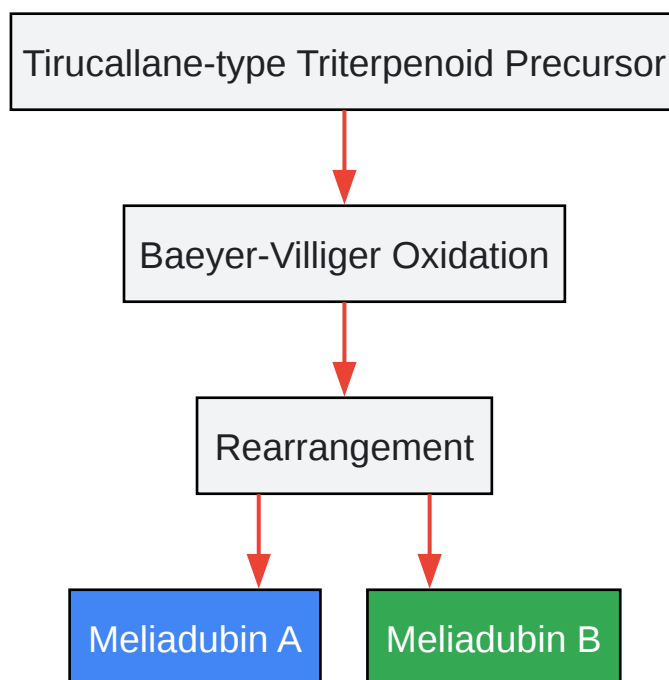 Tirucallane-type Triterpenoid Precursor
Baeyer-Villiger Oxidation
Rearrangement
Meliadubin A
Meliadubin B